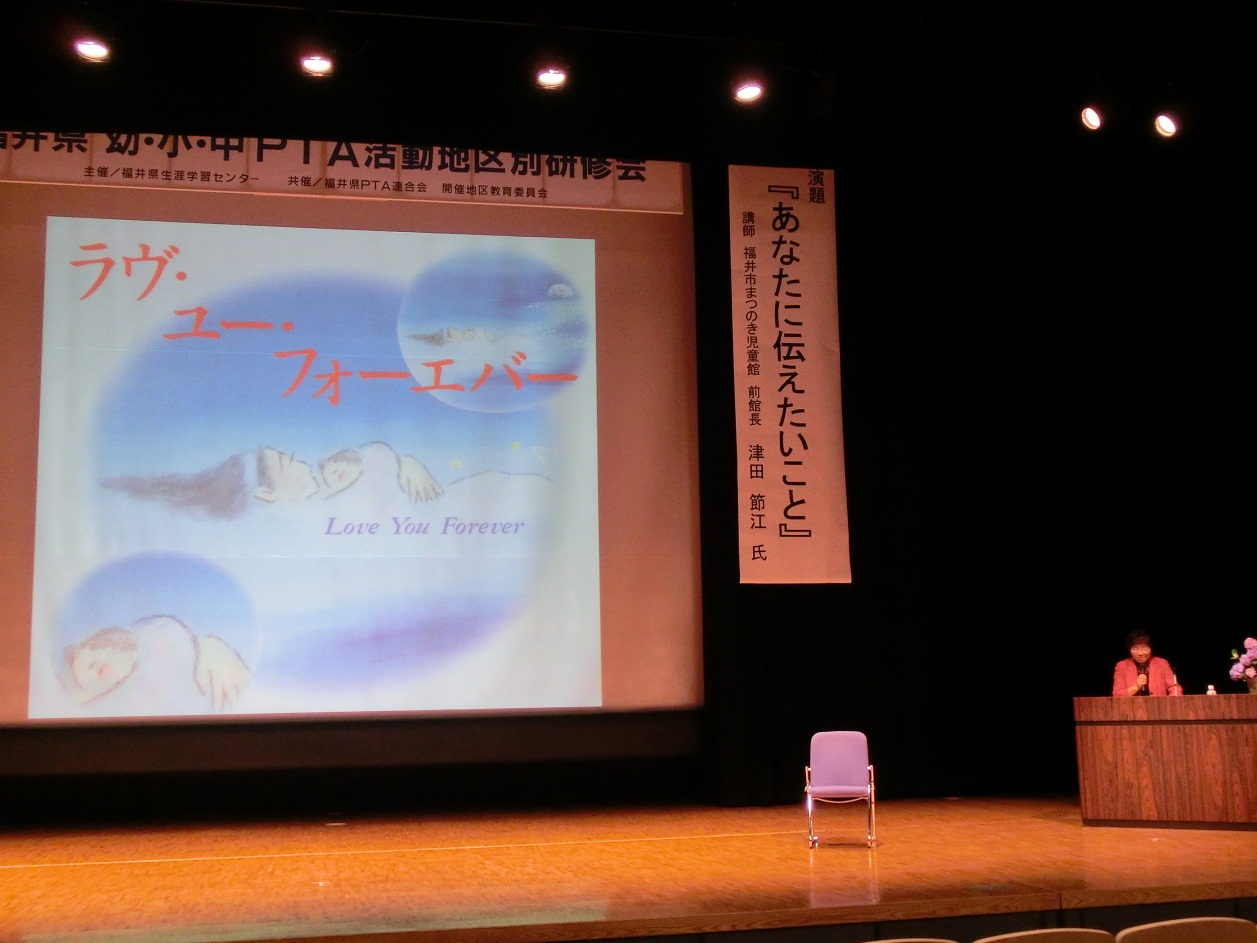 福井県 幼・小・中PTA活動地区別研修会
主催／福井県生涯学習センター 共催／福井県PTA連合会 開催地区教育委員会
ラヴ・
ユー・
フォーエバー
Love You Forever
演題
『あなたに伝えたいこと』
講師 福井市まつのき児童館 前館長 津田 節江 氏